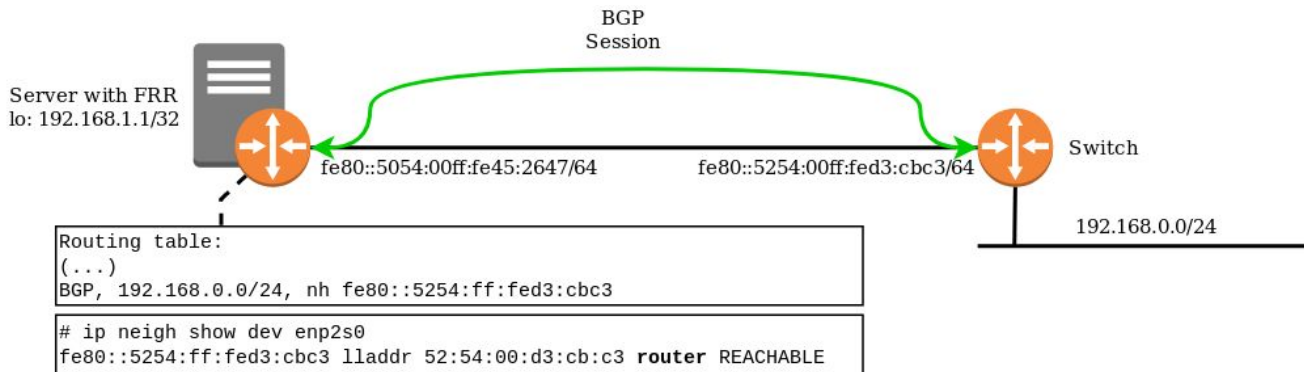 BGP
Session
Server with FRR
lo: 192.168.1.1/32
Switch
fe80::5054:00ff:fe45:2647/64
fe80::5254:00ff:fed3:cbc3/64
192.168.0.0/24
Routing table:
(...)
BGP, 192.168.0.0/24, nh fe80::5254:ff:fed3:cbc3
# ip neigh show dev enp2s0
fe80::5254:ff:fed3:cbc3 lladdr 52:54:00:d3:cb:c3 router REACHABLE